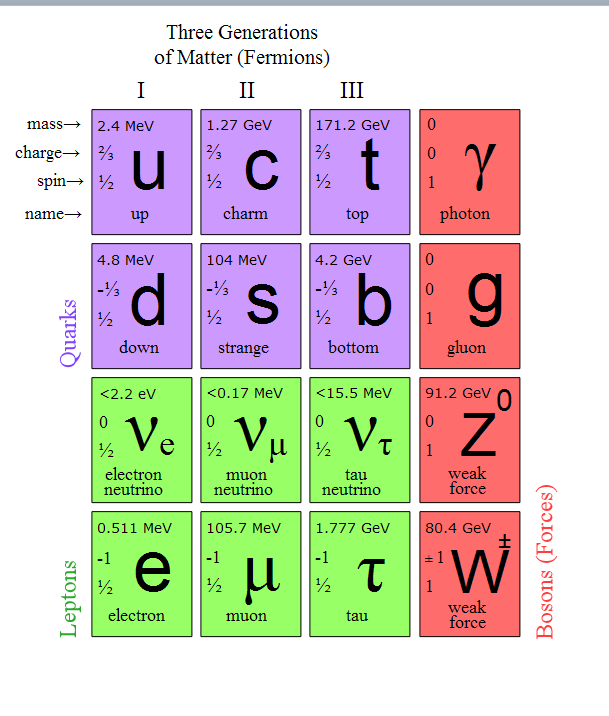 Three Generations
of Matter (Fermions)
I II III
mass→ 2.4 MeV 1.27 GeV 171.2 GeV 0
charge→ ⅔ ⅔ ⅔ 0
u c t γ
spin→ ½ ½ ½ 1
name→ up charm top photon
4.8 MeV 104 MeV 4.2 GeV 0
-⅓ -⅓ -⅓ 0
d s b g
½ ½ ½ 1
down strange bottom gluon
Quarks
<2.2 eV <0.17 MeV <15.5 MeV 91.2 GeV
0 0 0 0
νe νμ ντ Z0
½ ½ ½ 1
electron muon tau weak
neutrino neutrino neutrino force
0.511 MeV 105.7 MeV 1.777 GeV 80.4 GeV
-1 -1 -1 ±1
e μ τ W±
½ ½ ½ 1
electron muon tau weak
force
Leptons
Bosons (Forces)